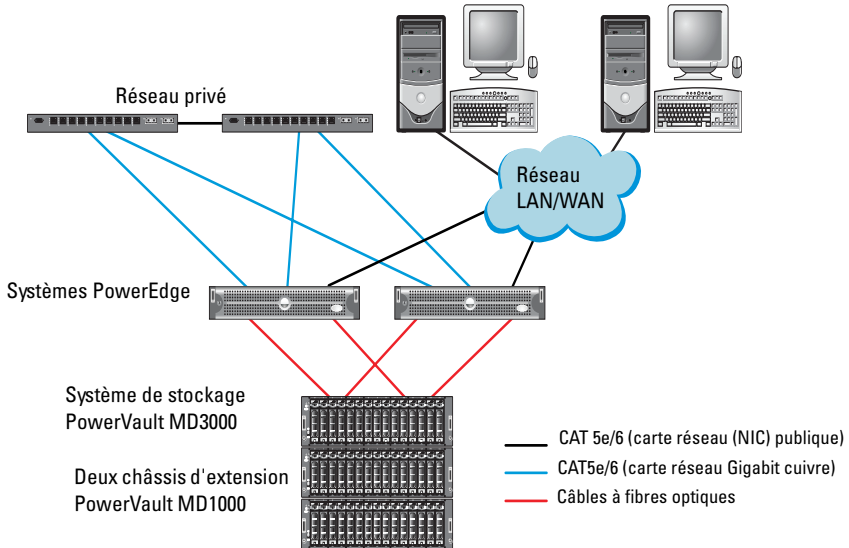 Réseau privé
Réseau
LAN/WAN
Systèmes PowerEdge
Système de stockage
PowerVault MD3000
Deux châssis d'extension
PowerVault MD1000
CAT 5e/6 (carte réseau (NIC) publique)
CAT5e/6 (carte réseau Gigabit cuivre)
Câbles à fibres optiques